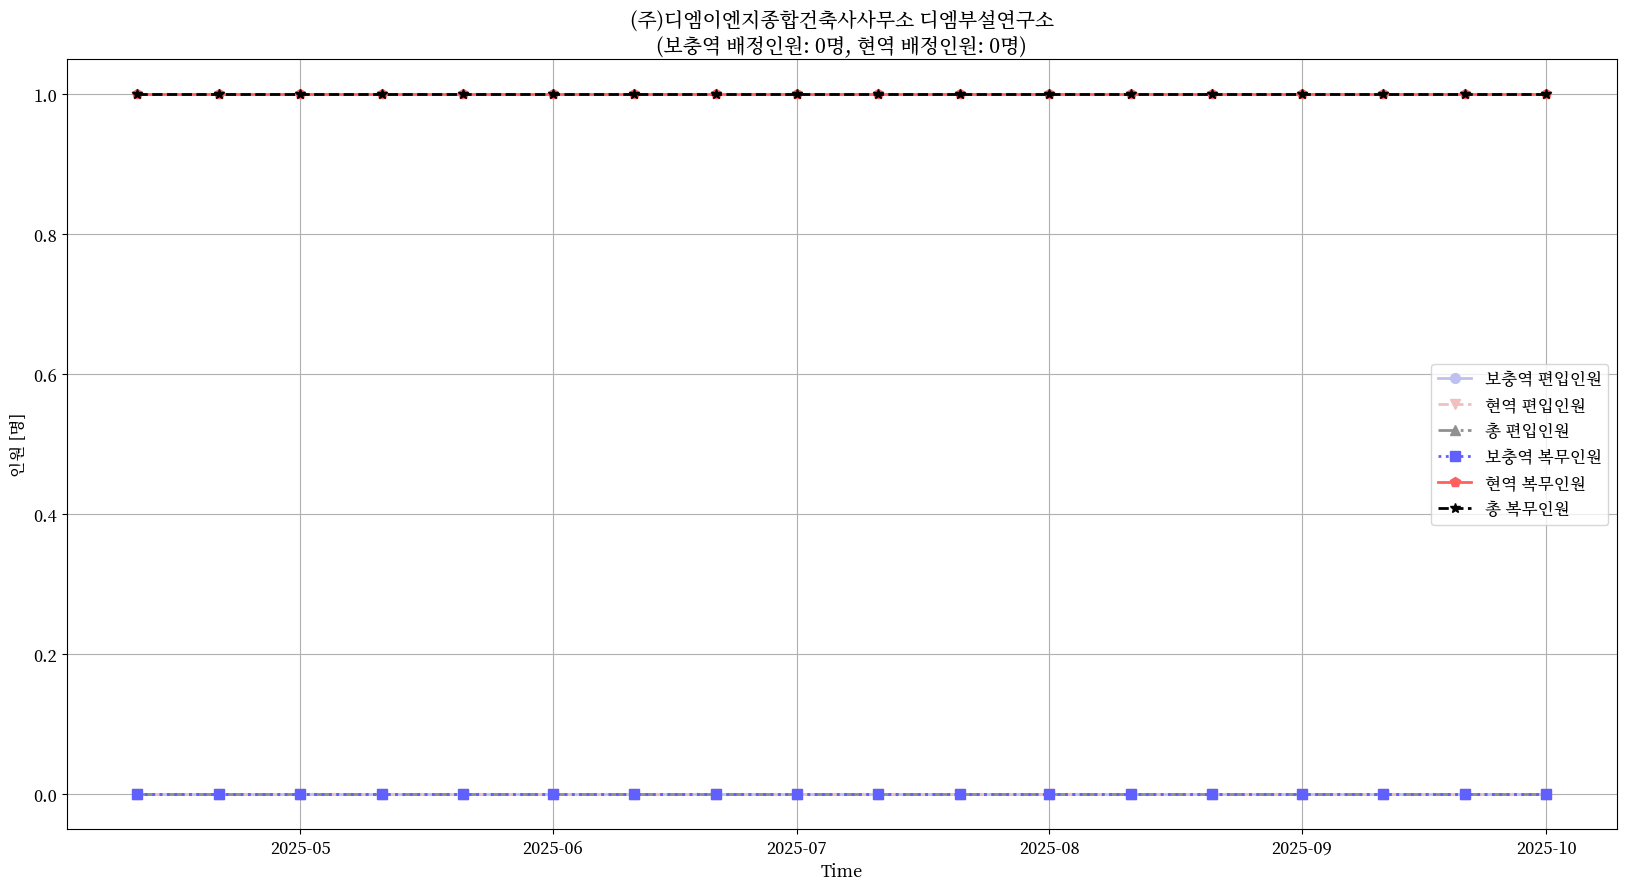 (주)디엠이엔지종합건축사사무소 디엠부설연구소
(보충역 배정인원: 0명, 현역 배정인원: 0명)
1.0
0.8
0.6
0.4
0.2
0.0
인원 [명]
보충역 편입인원
현역 편입인원
총 편입인원
보충역 복무인원
현역 복무인원
총 복무인원
2025-05
2025-06
2025-07
2025-08
2025-09
2025-10
Time